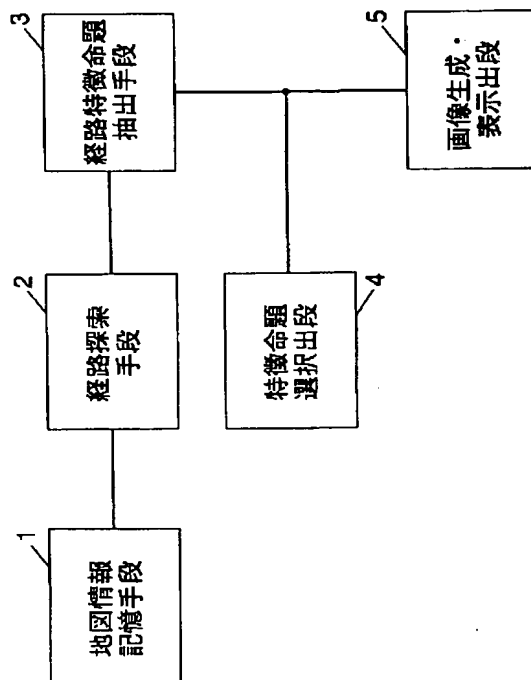 1
地図情報
記憶手段
2
経路探索
手段
3
経路特徴命題
抽出手段
特徴命題
選択出段
4
5
画像生成・
表示出段